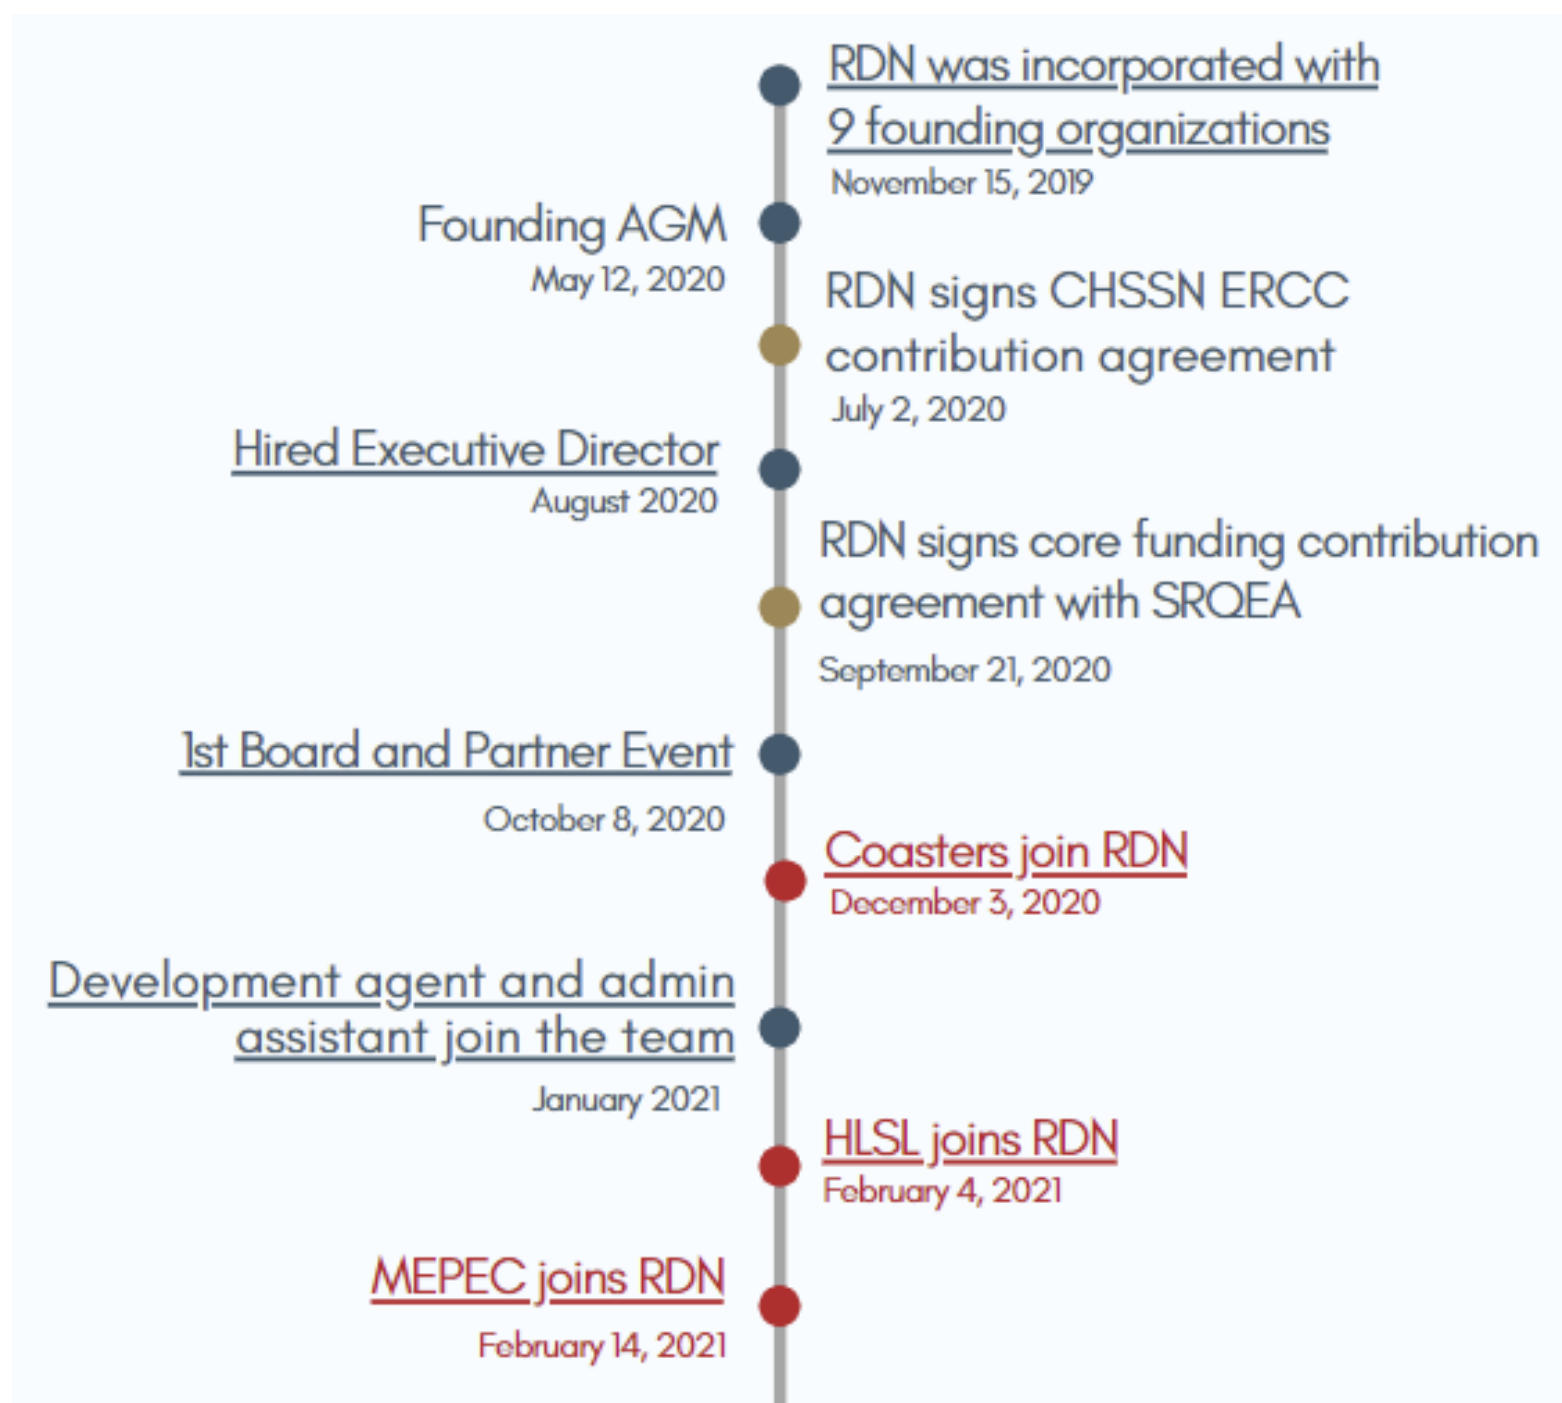 RDN was incorporated with
9 founding organizations
November 15, 2019
Founding AGM
May 12, 2020
RDN signs CHSSN ERCC
contribution agreement
July 2, 2020
Hired Executive Director
August 2020
RDN signs core funding contribution
agreement with SRQEA
September 21, 2020
1st Board and Partner Event
October 8, 2020
Coasters join RDN
December 3, 2020
Development agent and admin
assistant join the team
January 2021
HLSL joins RDN
February 4, 2021
MEPEC joins RDN
February 14, 2021